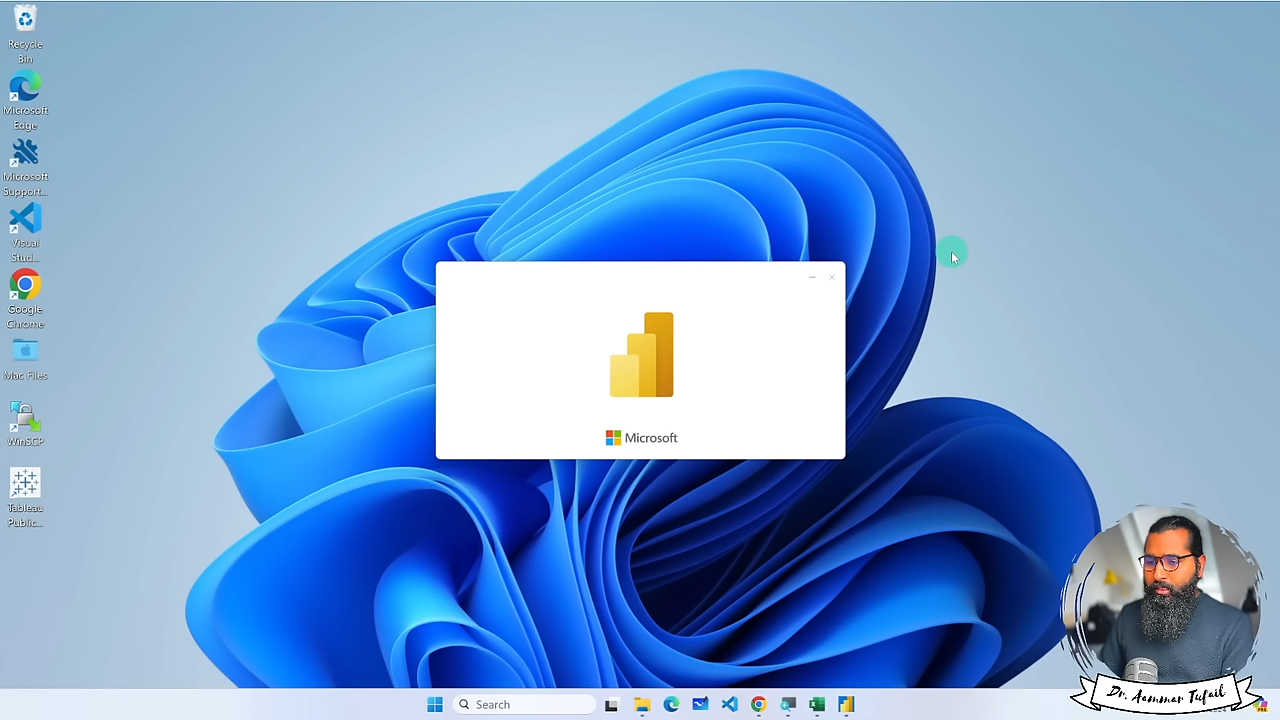 Recycle
Bin
Microsoft
Edge
Microsoft
Support...
Visual
Stud...
Google
Chrome
Mac Files
WinSCP
Tableau
Public...
Microsoft
Search
Dr. Aammar Tufail